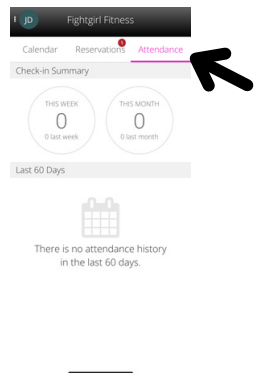 JD Fightgirl Fitness
Calendar Reservations 1 Attendance
Check-in Summary
THIS WEEK THIS MONTH
0 0
0 last week 0 last month
Last 60 Days
There is no attendance history
in the last 60 days.